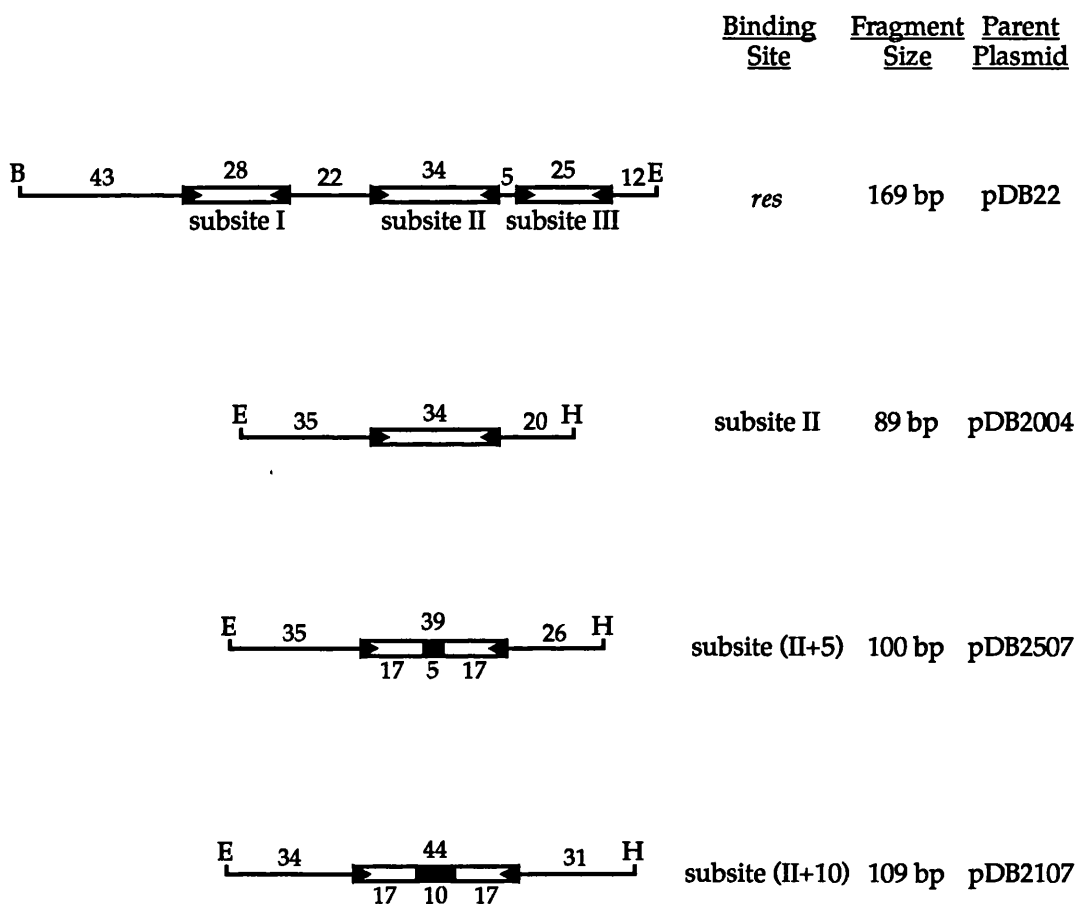 Binding Site Fragment Size Parent Plasmid
B 43 28 22 34 5 25 12 E
subsite I subsite II subsite III
res 169 bp pDB22
E 35 34 20 H
subsite II 89 bp pDB2004
E 35 39 26 H
17 5 17
subsite (II+5) 100 bp pDB2507
E 34 44 31 H
17 10 17
subsite (II+10) 109 bp pDB2107